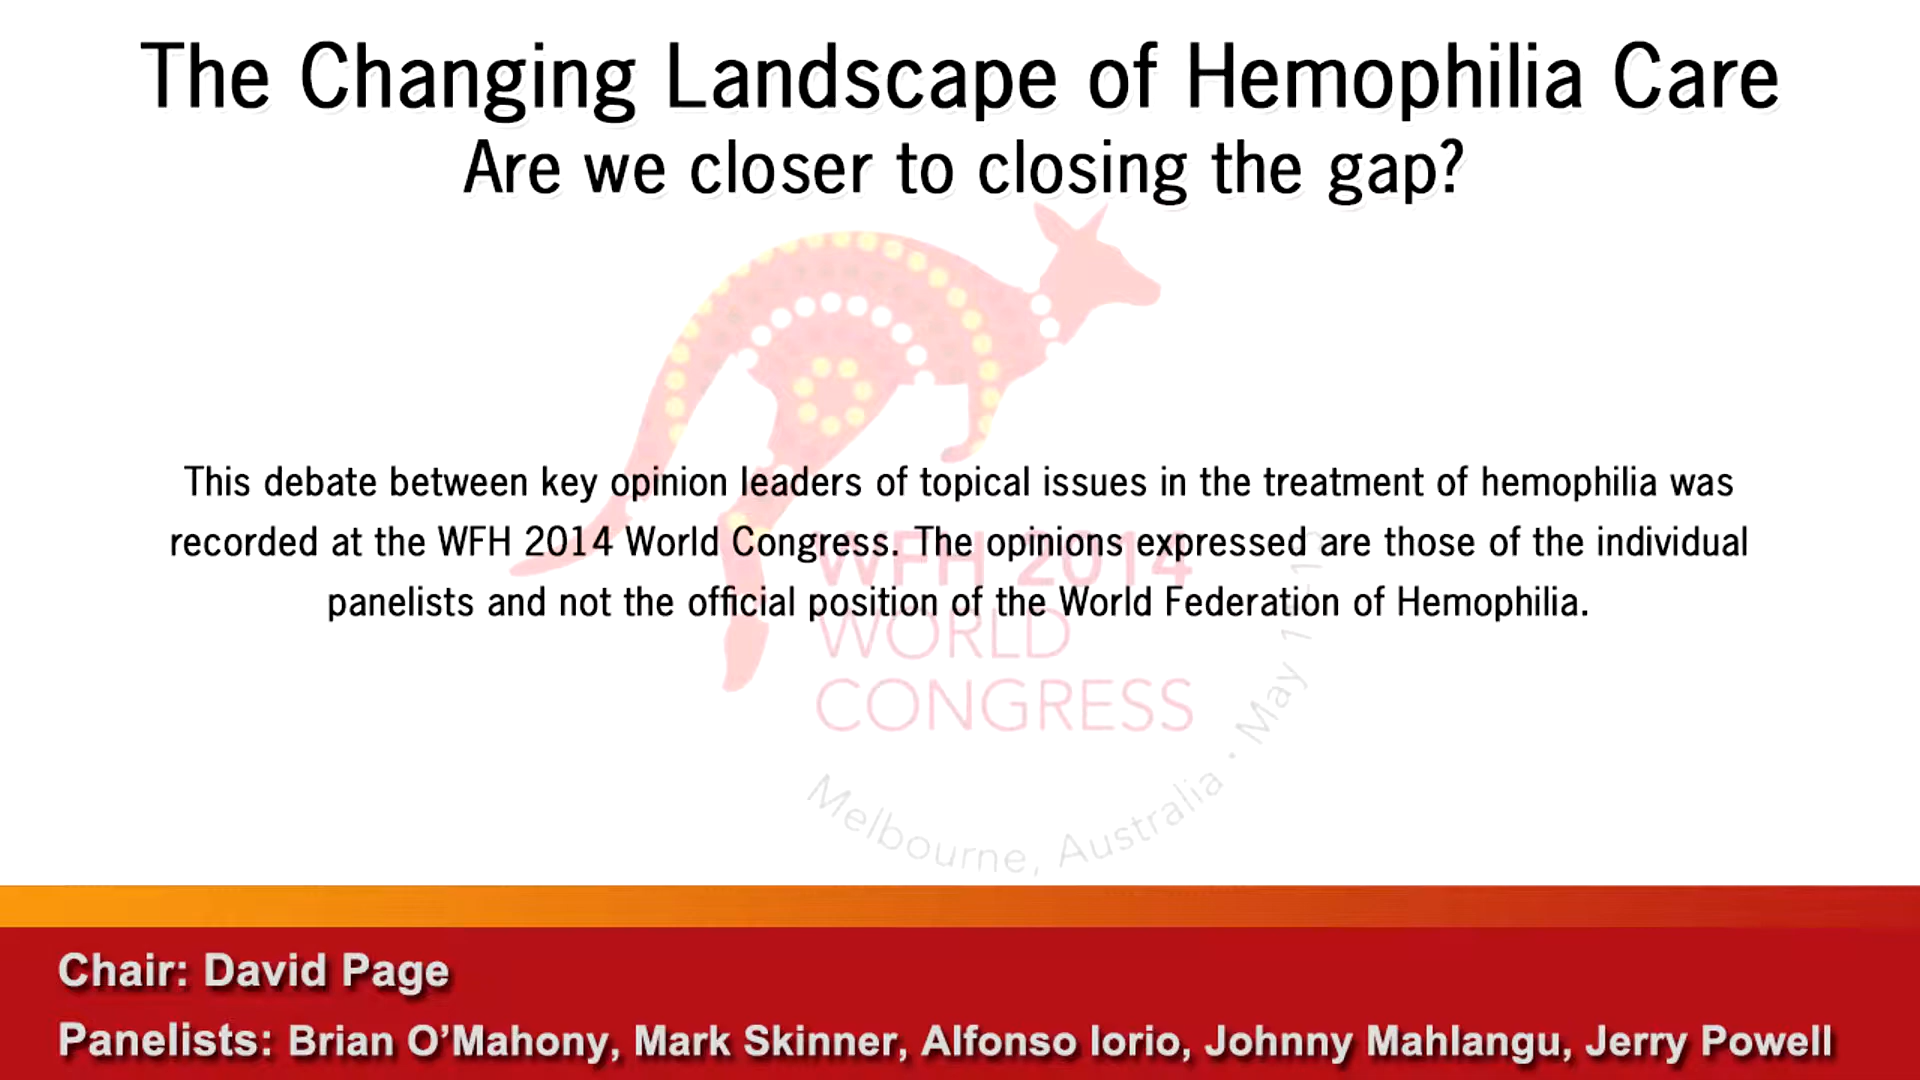 The Changing Landscape of Hemophilia Care
Are we closer to closing the gap?
This debate between key opinion leaders of topical issues in the treatment of hemophilia was
recorded at the WFH 2014 World Congress. The opinions expressed are those of the individual
panelists and not the official position of the World Federation of Hemophilia.
WFH 2014
WORLD
CONGRESS
Melbourne, Australia · May
Chair: David Page
Panelists: Brian O’Mahony, Mark Skinner, Alfonso Iorio, Johnny Mahlangu, Jerry Powell